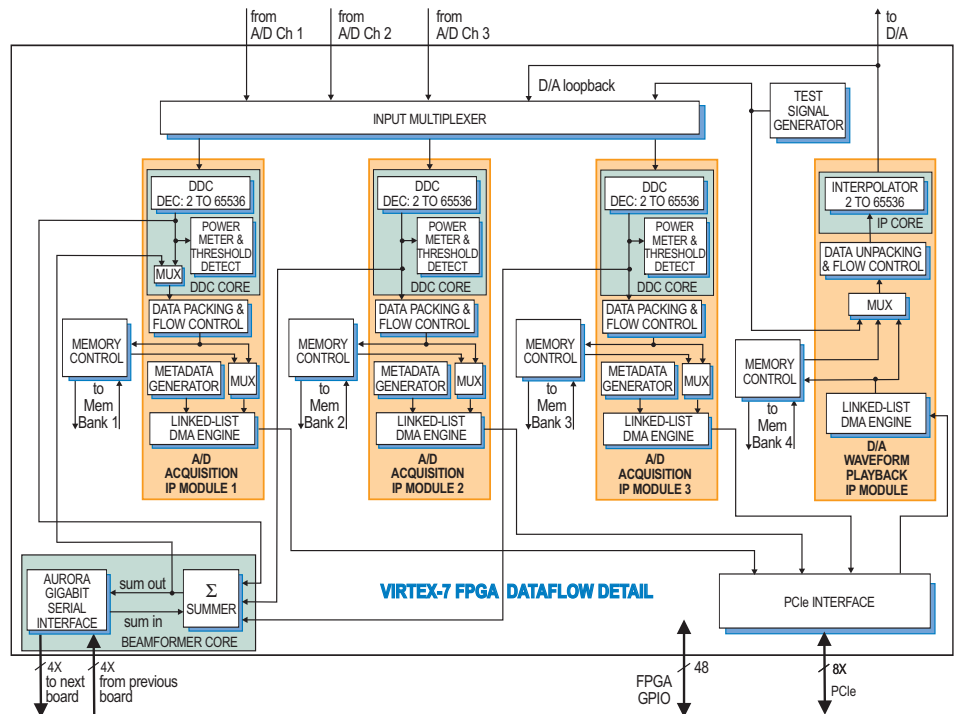 from
A/D Ch 1
from
A/D Ch 2
from
A/D Ch 3
to
D/A
D/A loopback
INPUT MULTIPLEXER
TEST
SIGNAL
GENERATOR
DDC
DEC: 2 TO 65536
POWER
METER &
THRESHOLD
DETECT
MUX
DDC CORE
DATA PACKING &
FLOW CONTROL
MEMORY
CONTROL
METADATA
GENERATOR
MUX
to
Mem
Bank 1
LINKED-LIST
DMA ENGINE
A/D
ACQUISITION
IP MODULE 1
DDC
DEC: 2 TO 65536
POWER
METER &
THRESHOLD
DETECT
DDC CORE
DATA PACKING &
FLOW CONTROL
MEMORY
CONTROL
METADATA
GENERATOR
MUX
to
Mem
Bank 2
LINKED-LIST
DMA ENGINE
A/D
ACQUISITION
IP MODULE 2
DDC
DEC: 2 TO 65536
POWER
METER &
THRESHOLD
DETECT
DDC CORE
DATA PACKING &
FLOW CONTROL
MEMORY
CONTROL
METADATA
GENERATOR
MUX
to
Mem
Bank 3
LINKED-LIST
DMA ENGINE
A/D
ACQUISITION
IP MODULE 3
INTERPOLATOR
2 TO 65536
IP CORE
DATA UNPACKING
& FLOW CONTROL
MUX
MEMORY
CONTROL
to
Mem
Bank 4
LINKED-LIST
DMA ENGINE
D/A
WAVEFORM
PLAYBACK
IP MODULE
AURORA
GIGABIT
SERIAL
INTERFACE
sum out
sum in
Σ
SUMMER
BEAMFORMER CORE
VIRTEX-7 FPGA DATAFLOW DETAIL
PCIe INTERFACE
4X
to next
board
4X
from previous
board
48
FPGA
GPIO
8X
PCIe